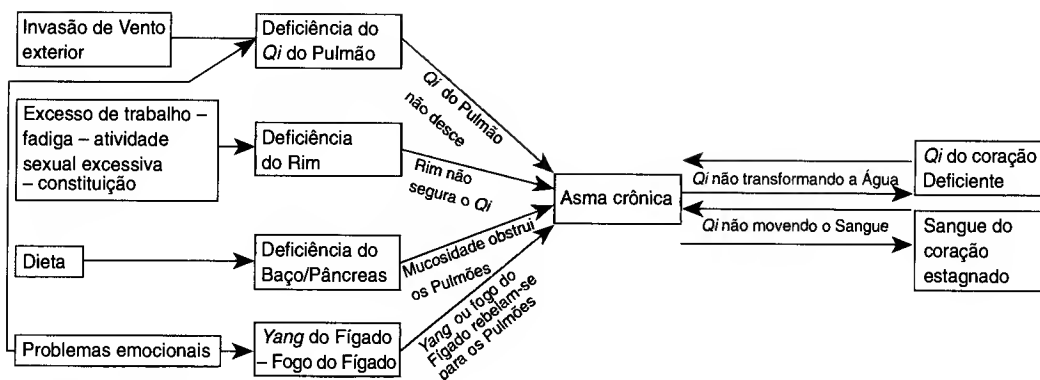 Invasão de Vento
exterior
Deficiência do
Qi do Pulmão
Qi do Pulmão
não desce
Excesso de trabalho –
fadiga – atividade
sexual excessiva
– constituição
Deficiência
do Rim
Rim não
segura o Qi
Dieta
Deficiência do
Baço/Pâncreas
Mucosidade obstrui
os Pulmões
Problemas emocionais
Yang do Fígado
– Fogo do Fígado
Yang ou fogo do
Fígado rebelam-se
para os Pulmões
Asma crônica
Qi não transformando a Água
Qi não movendo o Sangue
Qi do coração
Deficiente
Sangue do
coração
estagnado